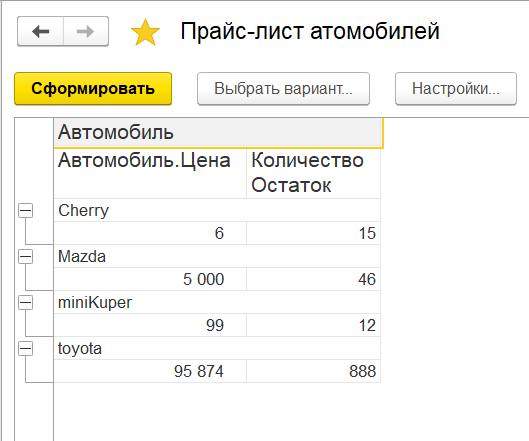 Прайс-лист атомобилей
Сформировать Выбрать вариант... Настройки...
Автомобиль
Автомобиль.Цена Количество
Остаток
Cherry
6 15
Mazda
5 000 46
miniKuper
99 12
toyota
95 874 888